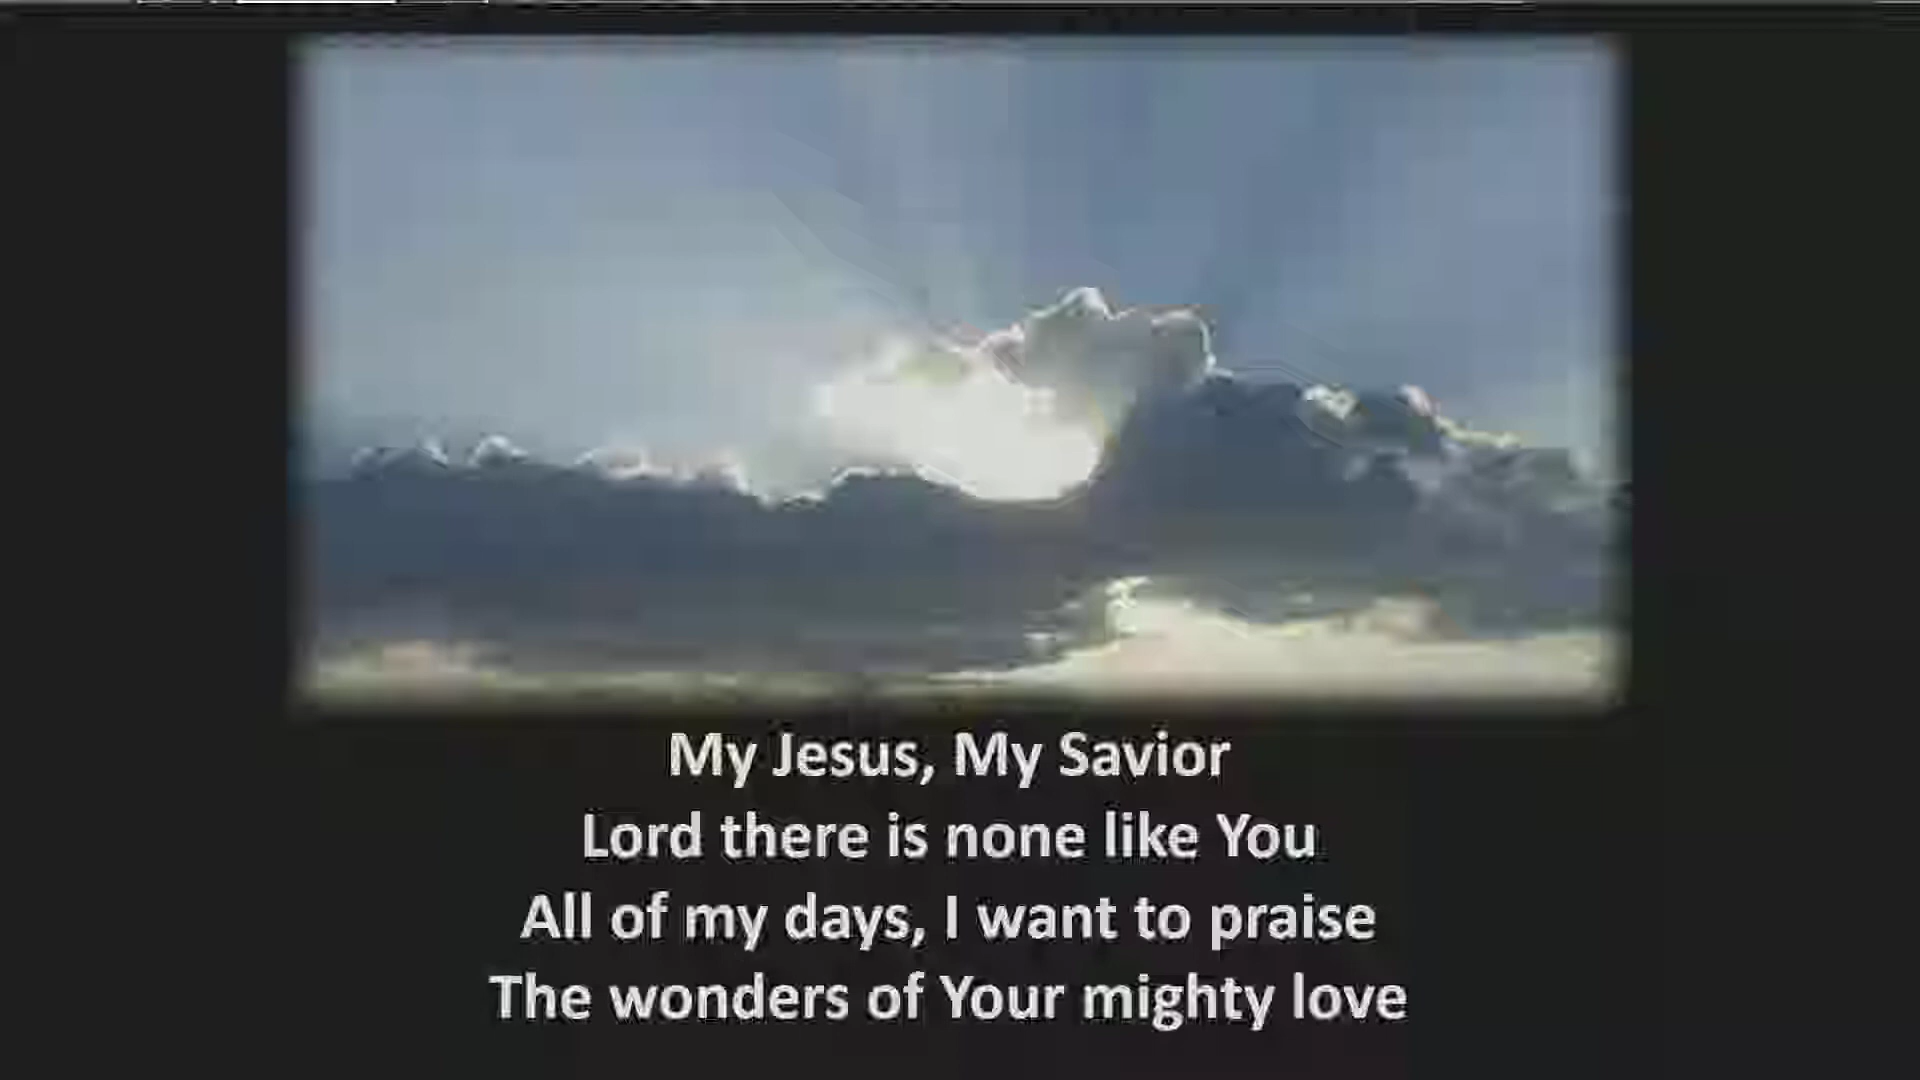 My Jesus, My Savior
Lord there is none like You
All of my days, I want to praise
The wonders of Your mighty love